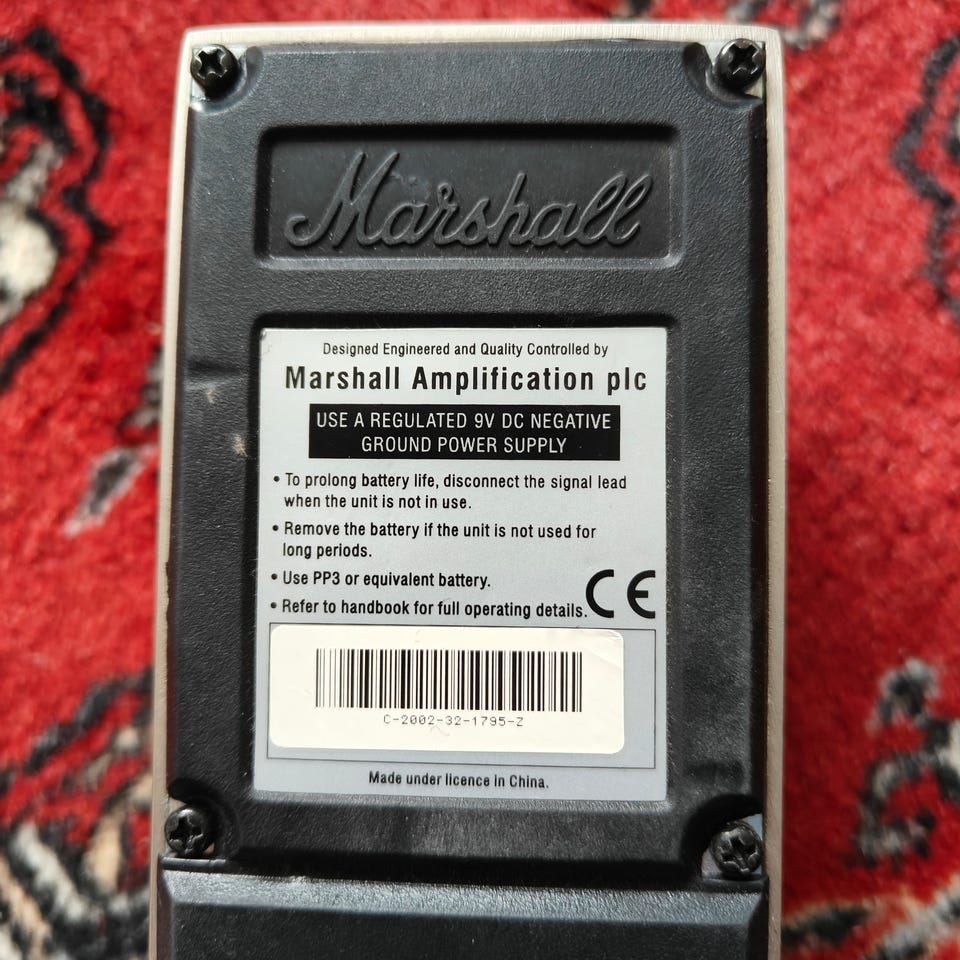 Marshall
Designed Engineered and Quality Controlled by
Marshall Amplification plc
USE A REGULATED 9V DC NEGATIVE
GROUND POWER SUPPLY
• To prolong battery life, disconnect the signal lead
when the unit is not in use.
• Remove the battery if the unit is not used for
long periods.
• Use PP3 or equivalent battery.
• Refer to handbook for full operating details.
CE
C-2002-32-1795-Z
Made under licence in China.